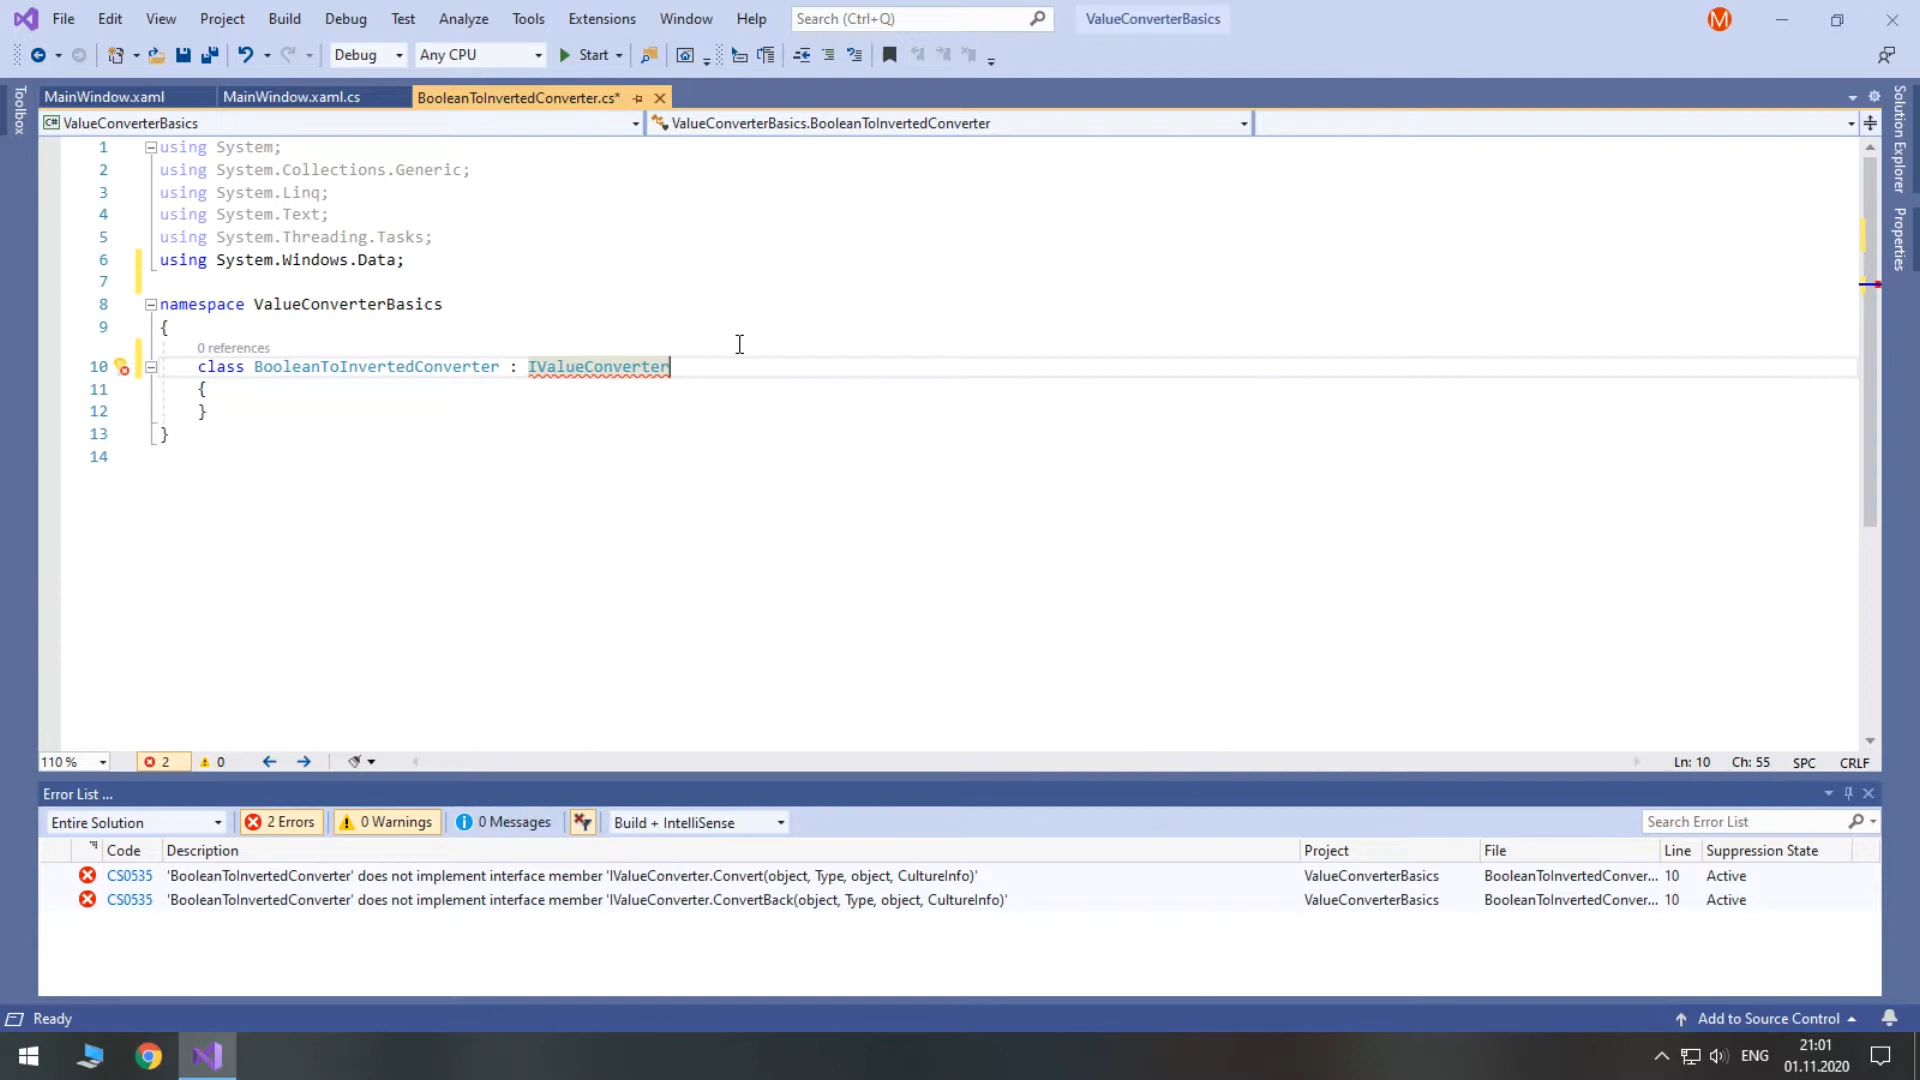 File Edit View Project Build Debug Test Analyze Tools Extensions Window Help Search (Ctrl+Q) ValueConverterBasics M
Debug Any CPU Start
Toolbox
MainWindow.xaml MainWindow.xaml.cs BooleanToInvertedConverter.cs*
C# ValueConverterBasics ValueConverterBasics.BooleanToInvertedConverter
Solution Explorer
Properties
1 using System;
2 using System.Collections.Generic;
3 using System.Linq;
4 using System.Text;
5 using System.Threading.Tasks;
6 using System.Windows.Data;
7
8 namespace ValueConverterBasics
9 {
0 references
10 class BooleanToInvertedConverter : IValueConverter
11 {
12 }
13 }
14
110 % 2 0 Ln: 10 Ch: 55 SPC CRLF
Error List ...
Entire Solution 2 Errors 0 Warnings 0 Messages Build + IntelliSense Search Error List
Code Description Project File Line Suppression State
CS0535 'BooleanToInvertedConverter' does not implement interface member 'IValueConverter.Convert(object, Type, object, CultureInfo)' ValueConverterBasics BooleanToInvertedConver... 10 Active
CS0535 'BooleanToInvertedConverter' does not implement interface member 'IValueConverter.ConvertBack(object, Type, object, CultureInfo)' ValueConverterBasics BooleanToInvertedConver... 10 Active
Ready Add to Source Control
ENG 21:01
01.11.2020